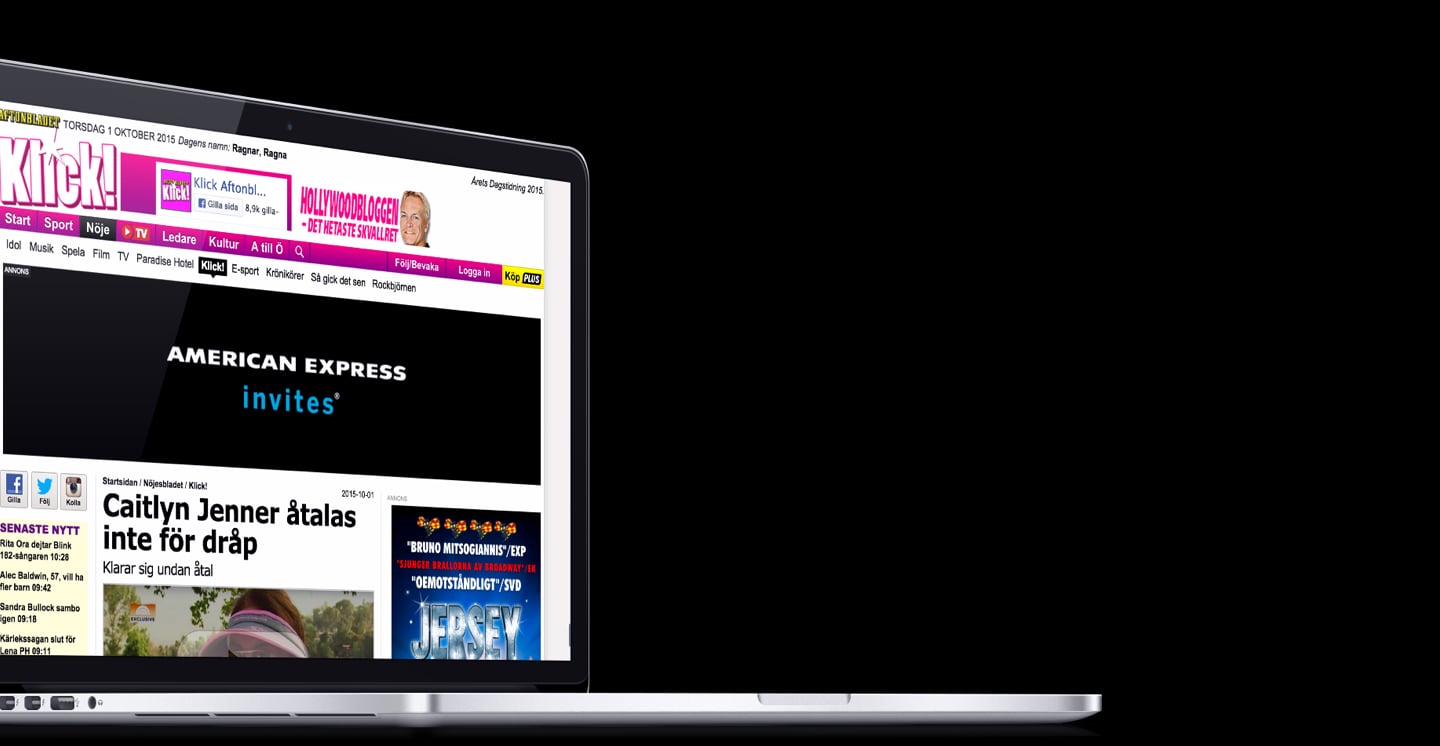 AFTONBLADET TORSDAG 1 OKTOBER 2015 Dagens namn: Ragnar, Ragna
Årets Dagstidning 2015.
Klick!
Klick!
Klick Aftonbl...
Gilla sida 8,9k gilla-
HOLLYWOODBLOGGEN
- DET HETASTE SKVALLRET
Start Sport Nöje TV Ledare Kultur A till Ö Följ/Bevaka Logga in Köp PLUS
Idol Musik Spela Film TV Paradise Hotel Klick! E-sport Krönikörer Så gick det sen Rockbjörnen
ANNONS
AMERICAN EXPRESS
invites®
Gilla Följ Kolla
SENASTE NYTT
Rita Ora dejtar Blink
182-sångaren 10:28
Alec Baldwin, 57, vill ha
fler barn 09:42
Sandra Bullock sambo
igen 09:18
Kärlekssagan slut för
Lena PH 09:11
Startsidan / Nöjesbladet / Klick!
2015-10-01
Caitlyn Jenner åtalas
inte för dråp
Klarar sig undan åtal
EXCLUSIVE
ANNONS
"BRUNO MITSOGIANNIS"/EXP
"SJUNGER BRALLORNA AV BROADWAY"/EX
"OEMOTSTÅNDLIGT"/SVD
JERSEY